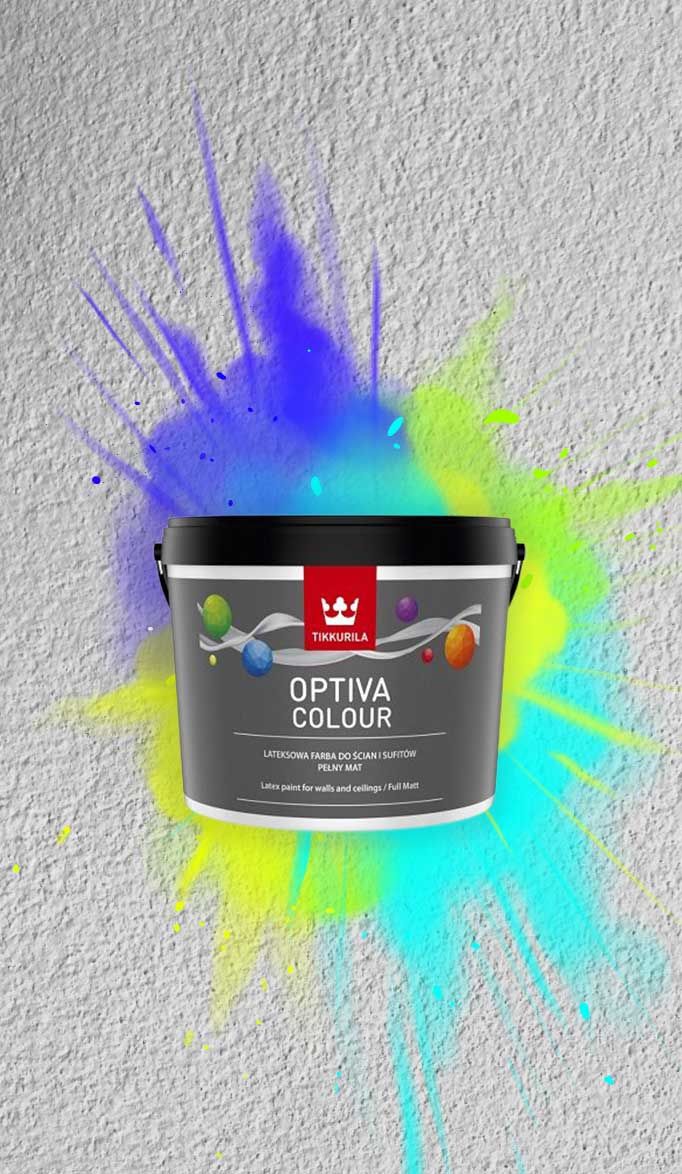 TIKKURILA
OPTIVA
COLOUR
LATEKSOWA FARBA DO ŚCIAN I SUFITÓW
PEŁNY MAT
Latex paint for walls and ceilings / Full Matt